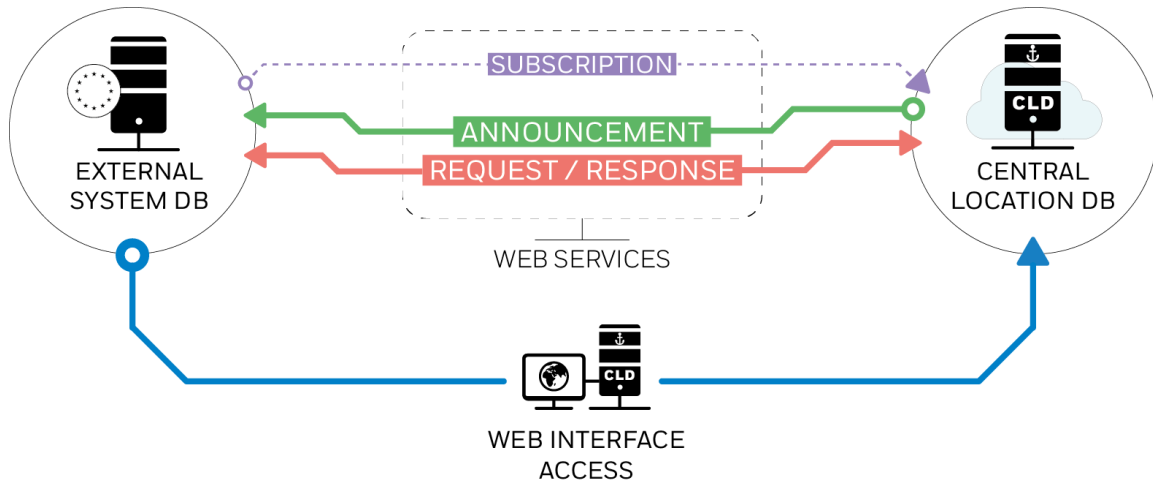 SUBSCRIPTION
ANNOUNCEMENT
REQUEST / RESPONSE
EXTERNAL
SYSTEM DB
CLD
CENTRAL
LOCATION DB
WEB SERVICES
CLD
WEB INTERFACE
ACCESS